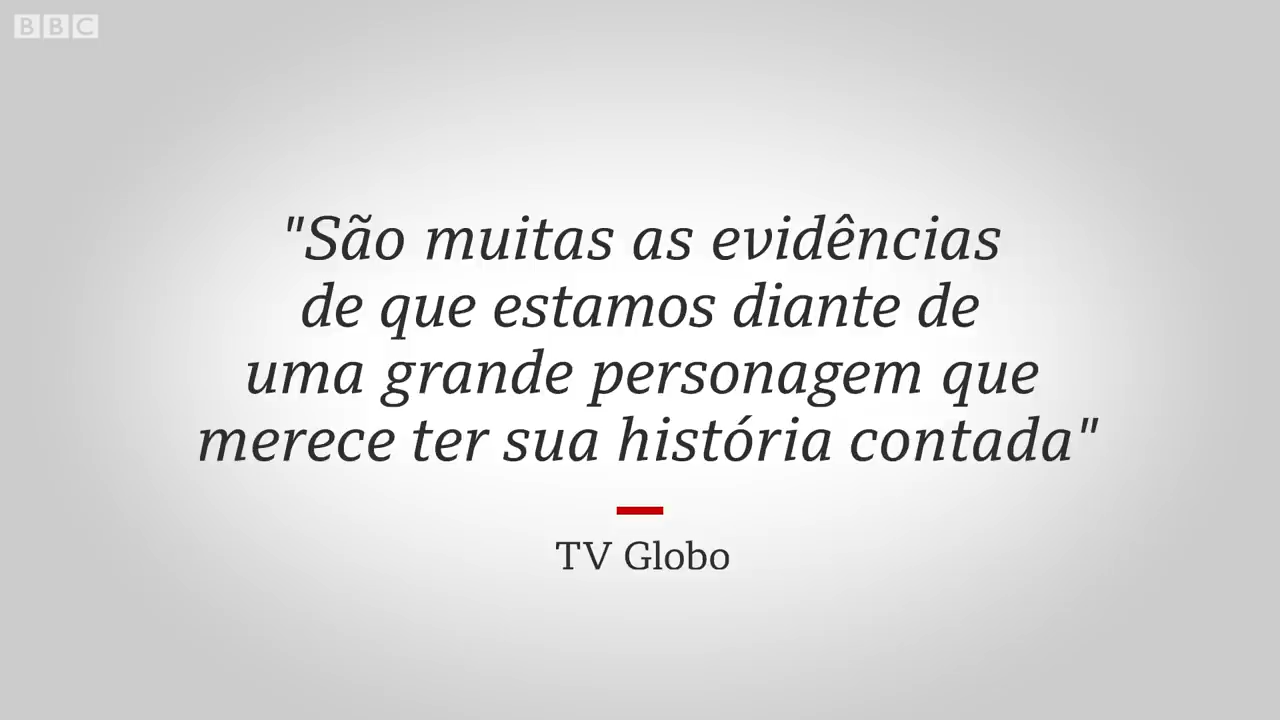 BBC
"São muitas as evidências
de que estamos diante de
uma grande personagem que
merece ter sua história contada"
TV Globo